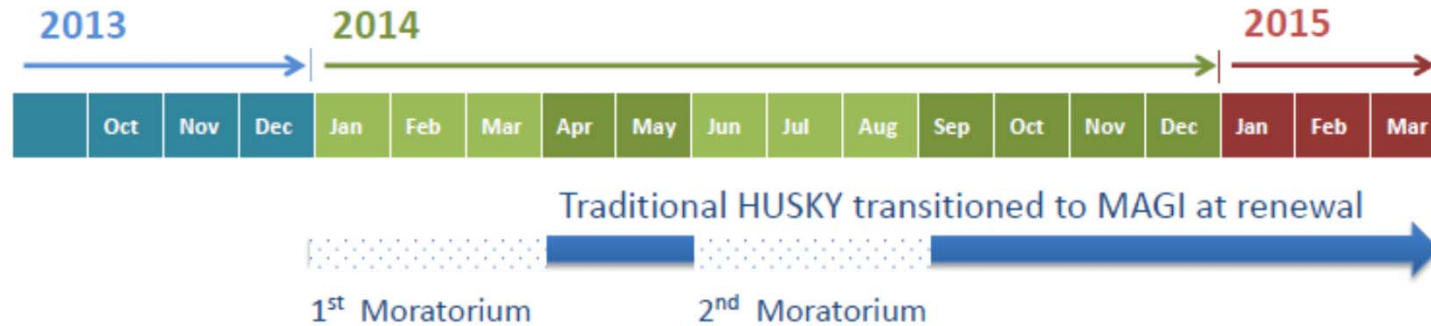 2013 2014 2015
Oct Nov Dec Jan Feb Mar Apr May Jun Jul Aug Sep Oct Nov Dec Jan Feb Mar
Traditional HUSKY transitioned to MAGI at renewal
1st Moratorium 2nd Moratorium